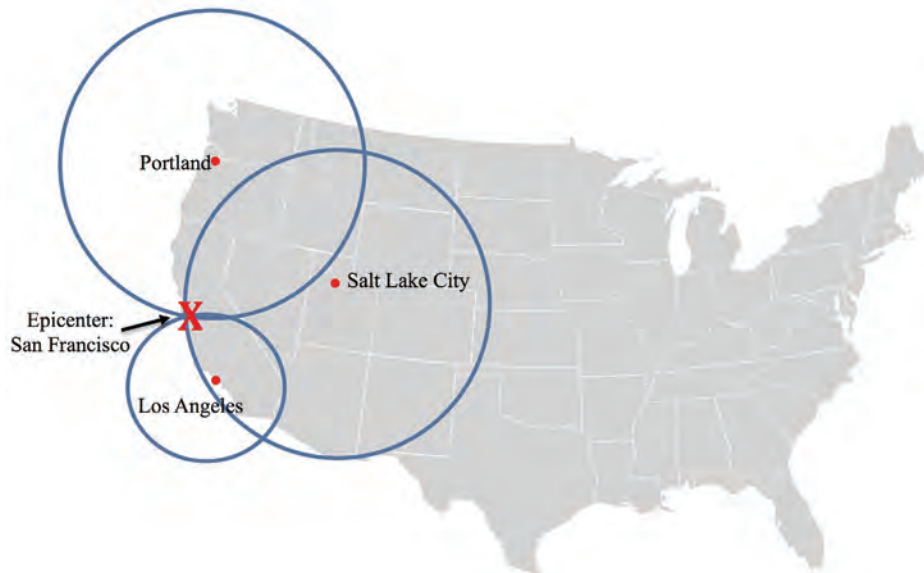 Portland
Salt Lake City
X
Epicenter:
San Francisco
Los Angeles